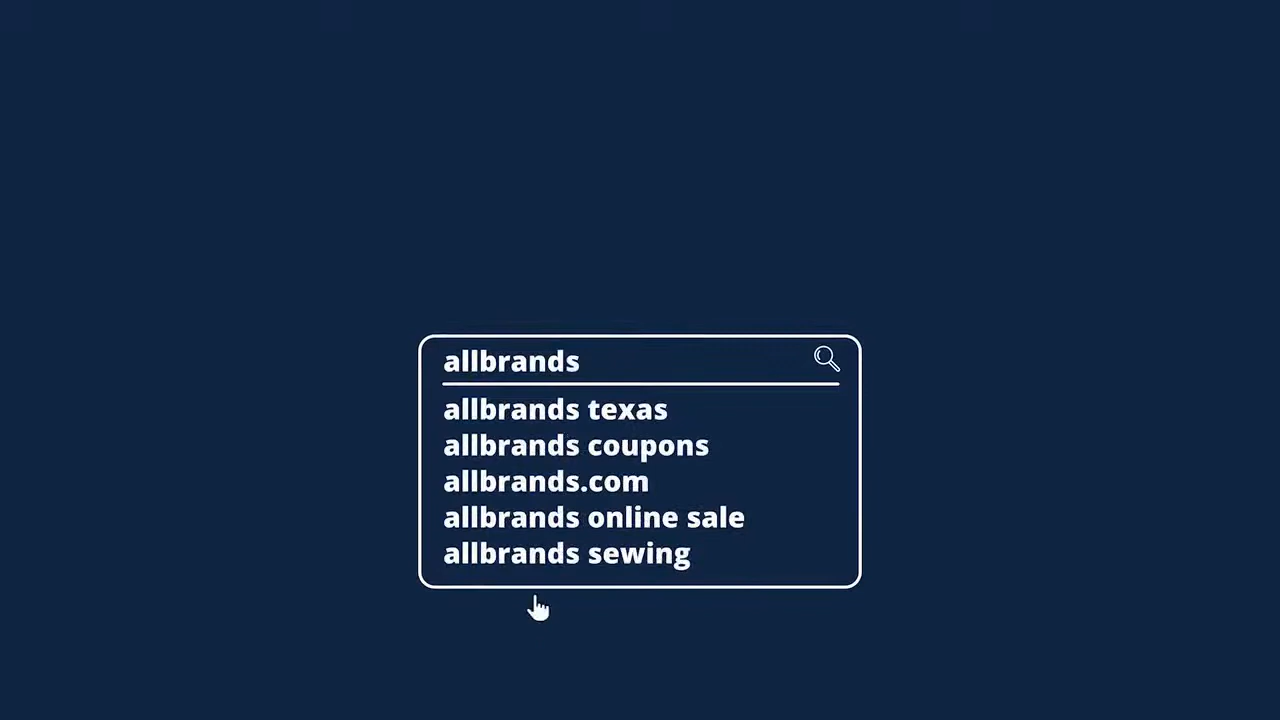 allbrands
allbrands texas
allbrands coupons
allbrands.com
allbrands online sale
allbrands sewing